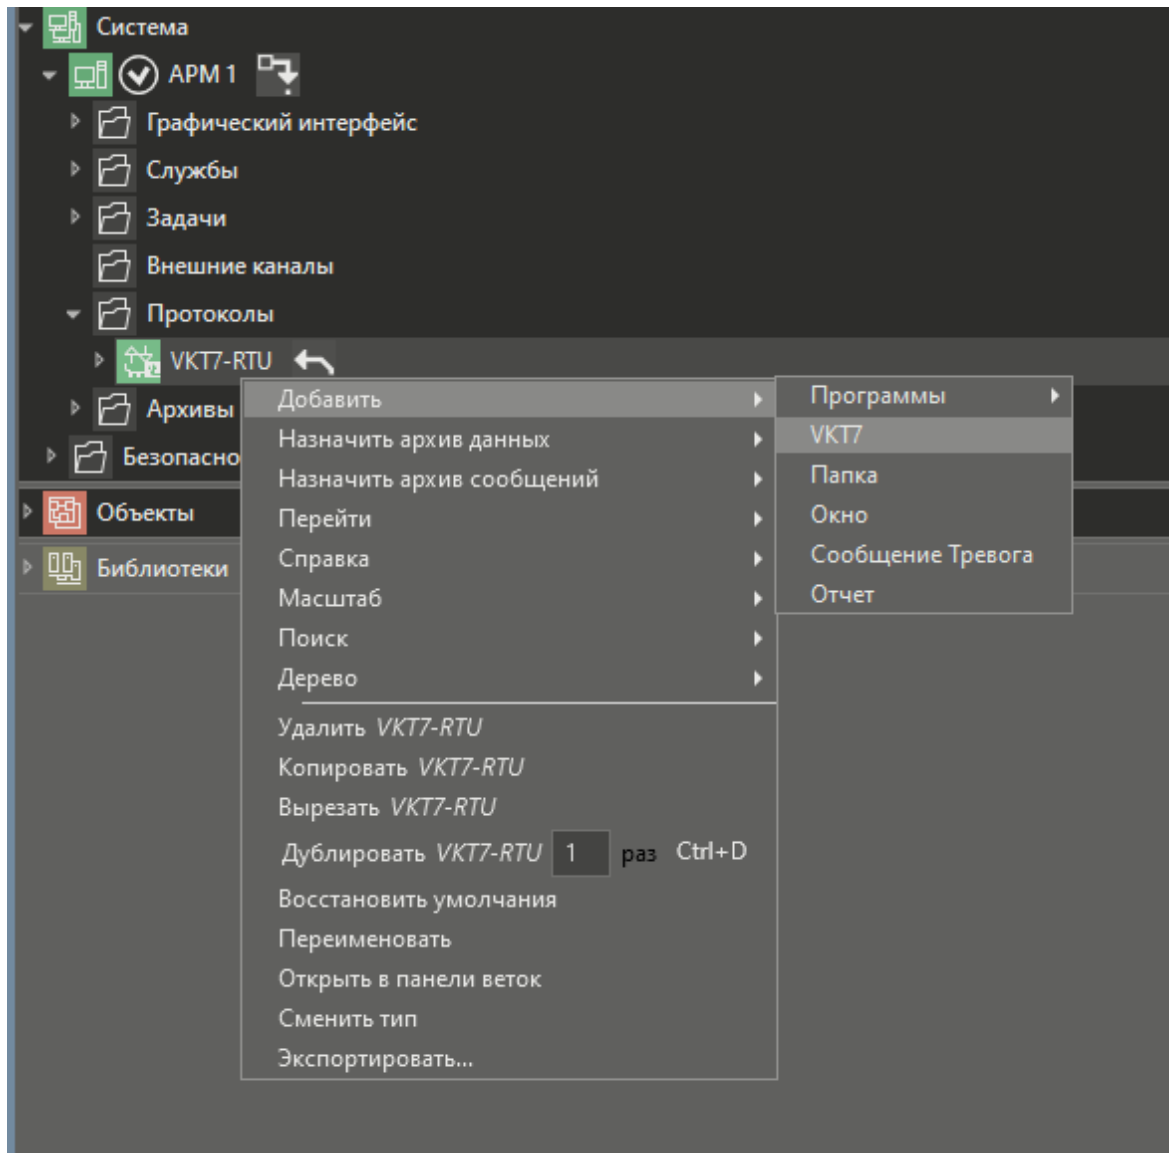 Система
АРМ 1
Графический интерфейс
Службы
Задачи
Внешние каналы
Протоколы
VKT7-RTU
Архивы
Безопасно
Объекты
Библиотеки
Добавить
Назначить архив данных
Назначить архив сообщений
Перейти
Справка
Масштаб
Поиск
Дерево
Удалить VKT7-RTU
Копировать VKT7-RTU
Вырезать VKT7-RTU
Дублировать VKT7-RTU 1 раз Ctrl+D
Восстановить умолчания
Переименовать
Открыть в панели веток
Сменить тип
Экспортировать...
Программы
VKT7
Папка
Окно
Сообщение Тревога
Отчет